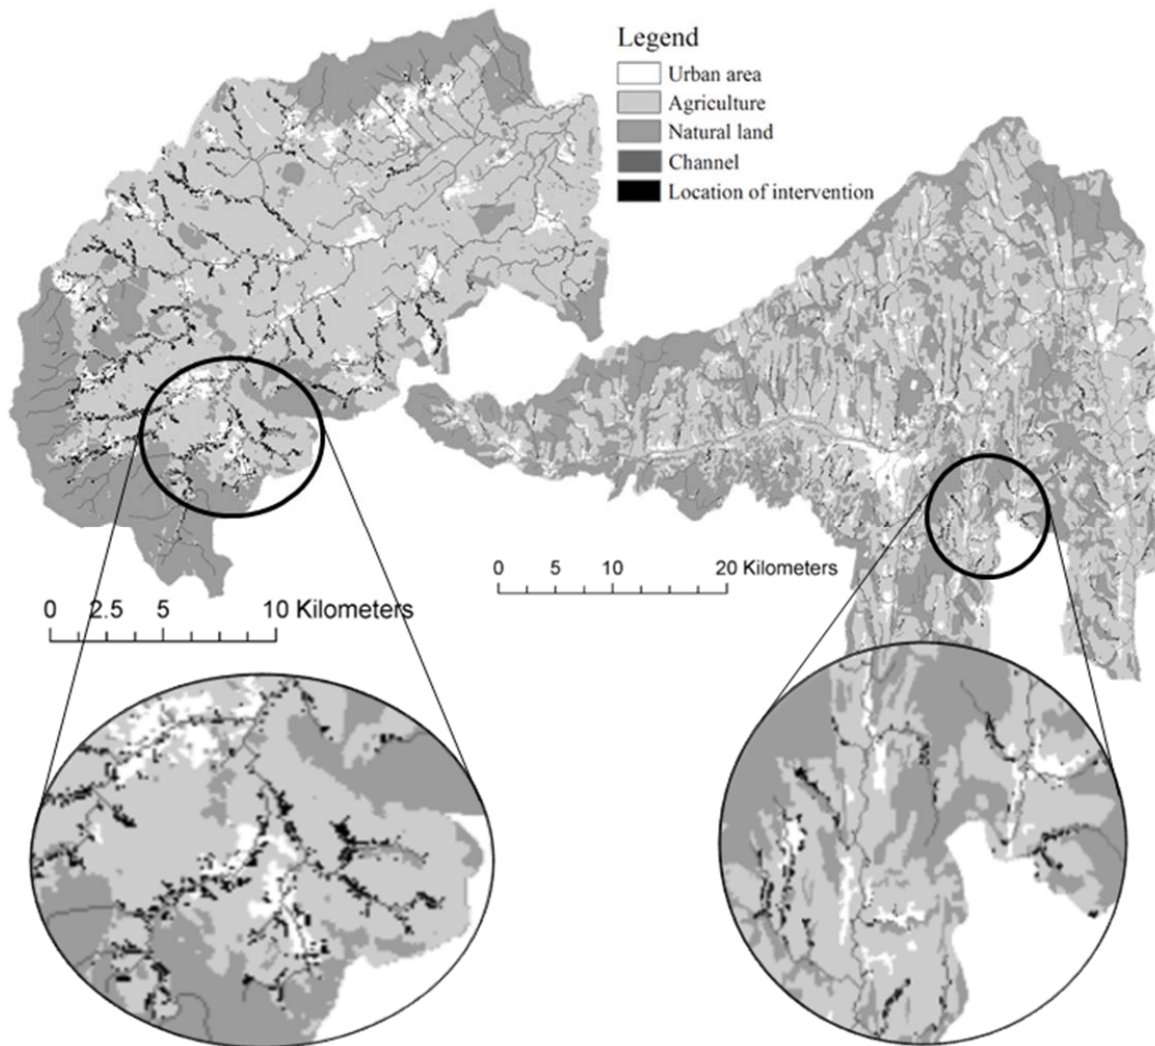 Legend
Urban area
Agriculture
Natural land
Channel
Location of intervention
0 5 10 20 Kilometers
0 2.5 5 10 Kilometers